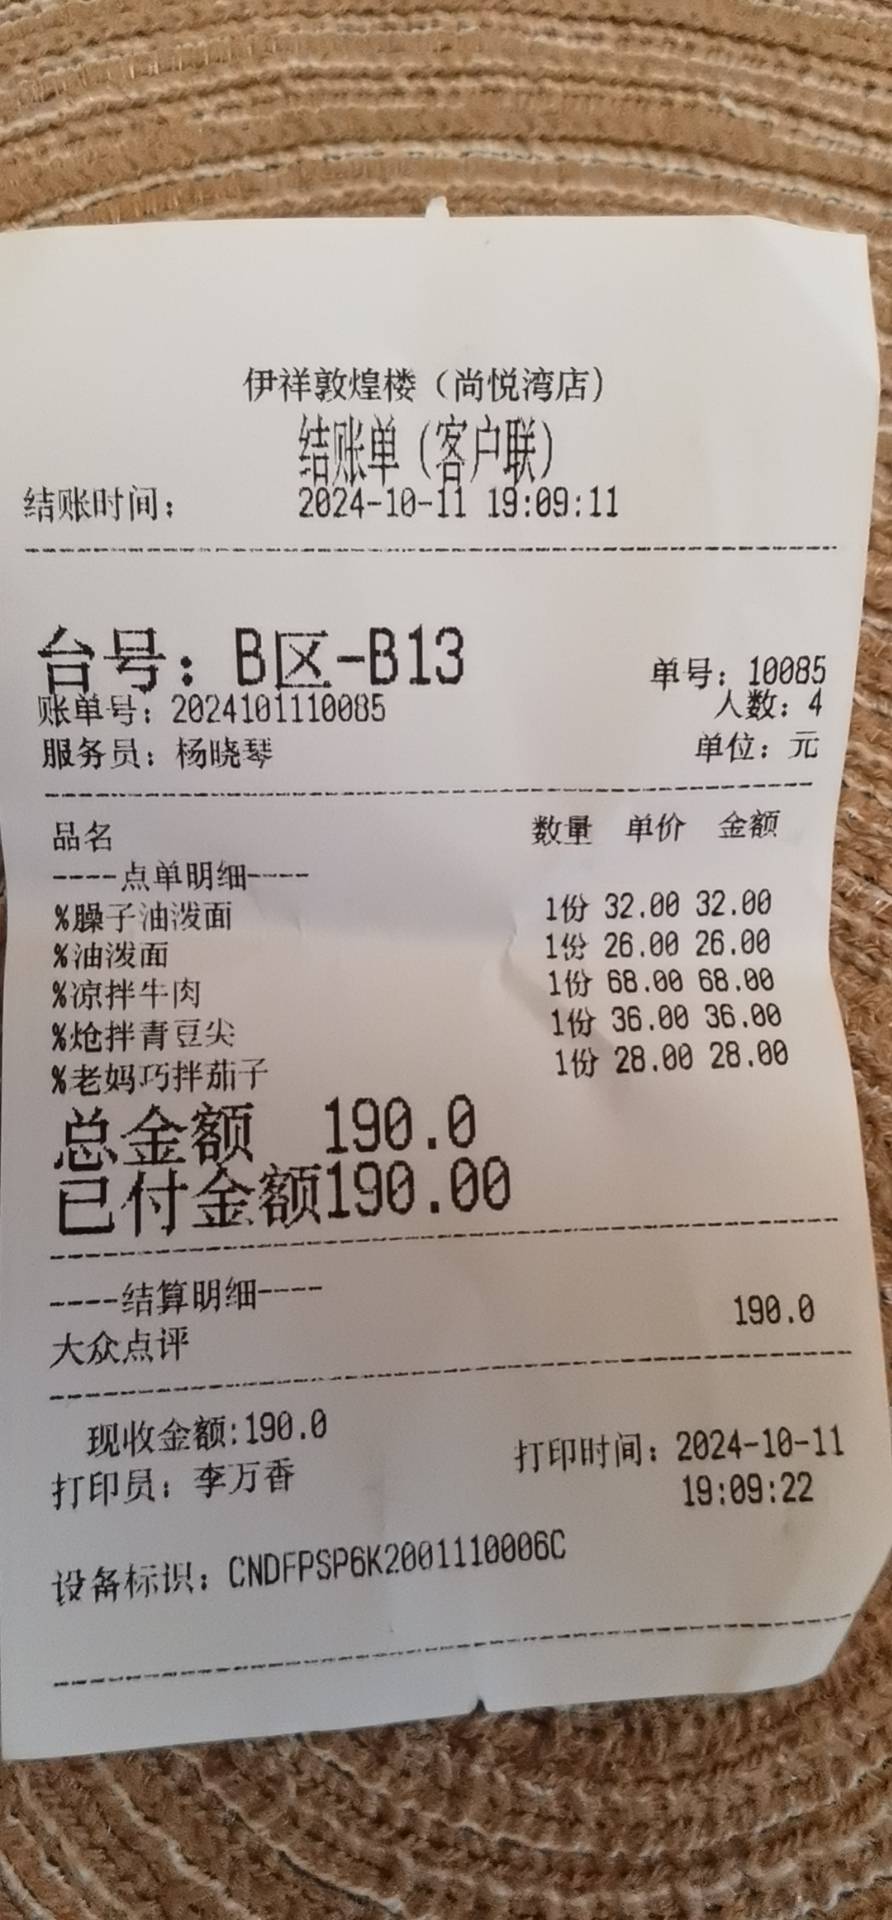 伊祥敦煌楼（尚悦湾店）
结账单（客户联）
结账时间： 2024-10-11 19:09:11
台号：B区-B13
单号：10085
账单号：2024101110085 人数：4
服务员：杨晓琴 单位：元
品名 数量 单价 金额
----点单明细----
%臊子油泼面 1份 32.00 32.00
%油泼面 1份 26.00 26.00
%凉拌牛肉 1份 68.00 68.00
%炝拌青豆尖 1份 36.00 36.00
%老妈巧拌茄子 1份 28.00 28.00
总金额 190.0
已付金额190.00
----结算明细----
大众点评 190.0
现收金额:190.0
打印员：李万香 打印时间：2024-10-11
19:09:22
设备标识：CNDFPSP6K2001110006C